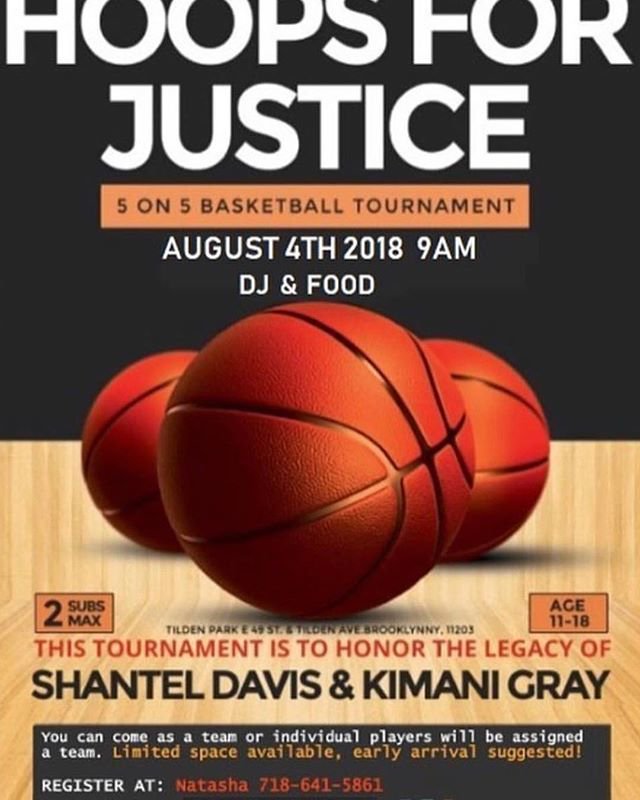 HOOPS FOR
JUSTICE
5 ON 5 BASKETBALL TOURNAMENT
AUGUST 4TH 2018 9AM
DJ & FOOD
2 SUBS MAX
AGE
11-18
TILDEN PARK E 49 ST. & TILDEN AVE.BROOKLYNNY, 11203
THIS TOURNAMENT IS TO HONOR THE LEGACY OF
SHANTEL DAVIS & KIMANI GRAY
You can come as a team or individual players will be assigned
a team. Limited space available, early arrival suggested!
REGISTER AT: Natasha 718-641-5861